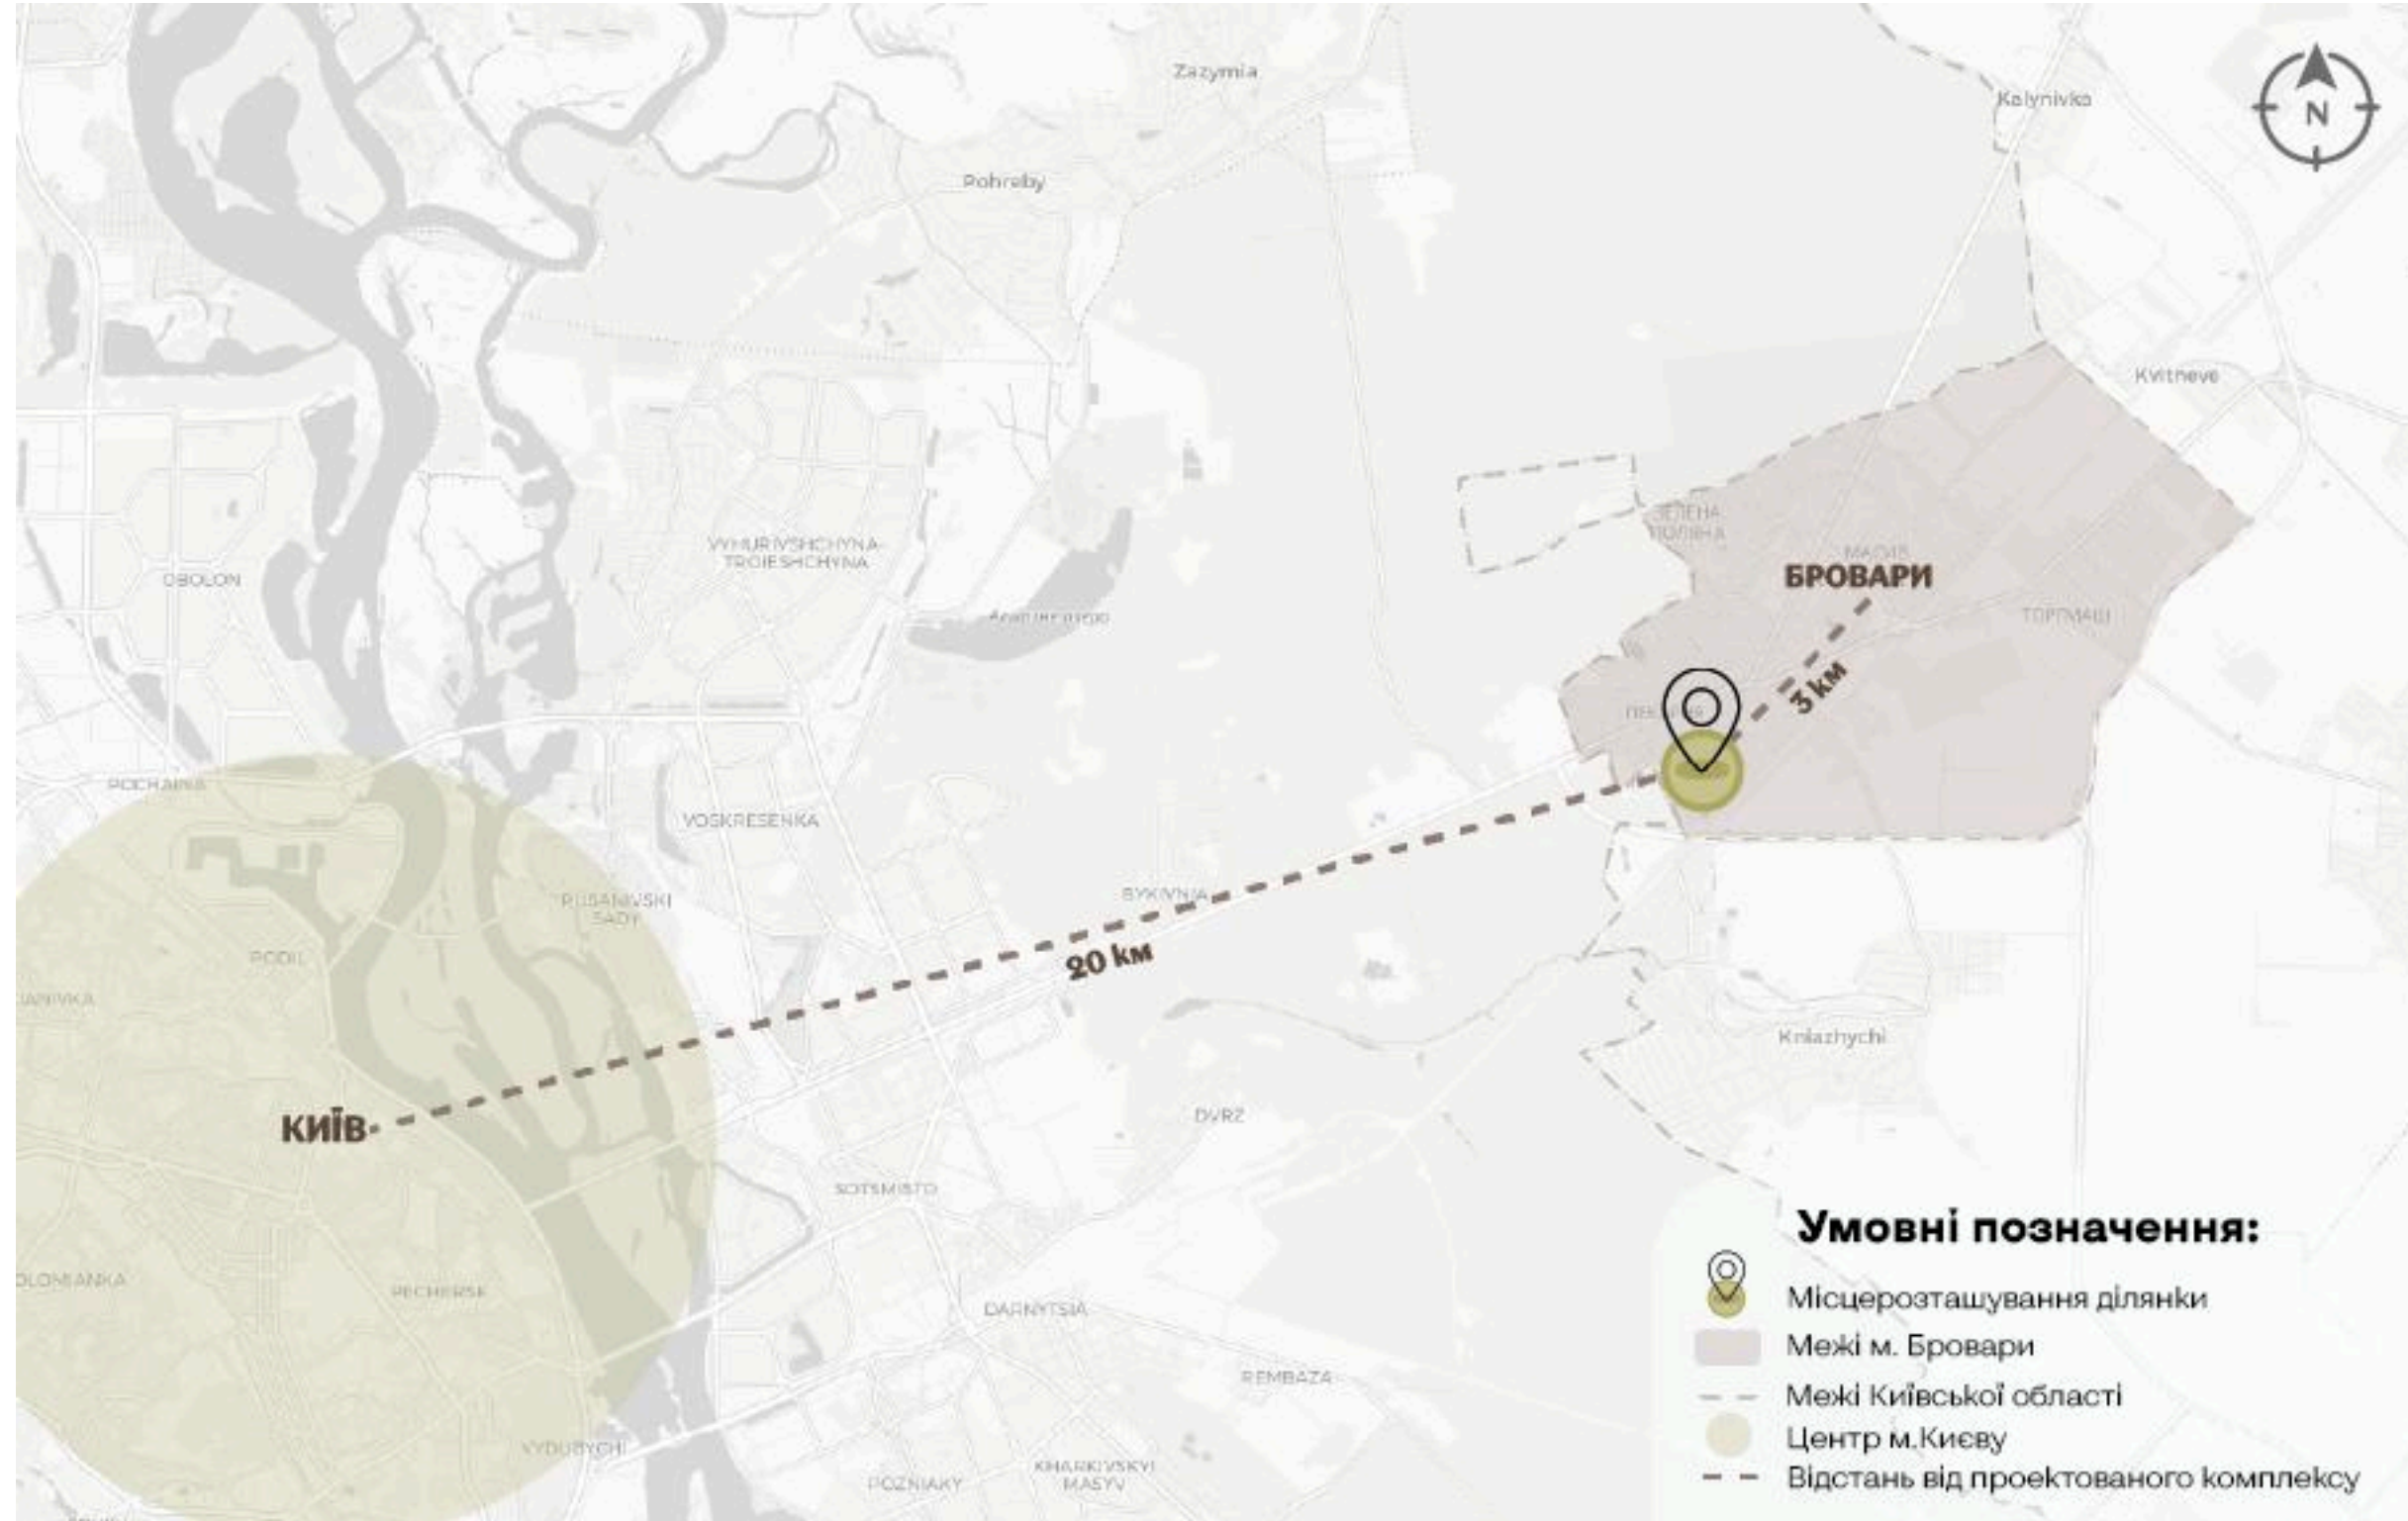 Zazymia
Kalynivka
N
Pohreby
Kvitneve
ЗЕЛЕНА
ПОЛЯНА
VYHURIVSHCHYNA-
TROIESHCHYNA
МАСИВ
OBOLON
БРОВАРИ
Алмазне озеро
ТОРГМАШ
3 км
POCHAINA
VOSKRESENKA
BYKIVNIA
RUSANIVSKI
SADY
20 км
PODIL
Kniazhychi
КИЇВ
DVRZ
SOTSMISTO
PECHERSK
DARNYTSIA
REMBAZA
VYDUBYCHI
POZNIAKY
KHARKIVSKYI
MASYV
Умовні позначення:
Місцерозташування ділянки
Межі м. Бровари
Межі Київської області
Центр м.Києву
Відстань від проектованого комплексу